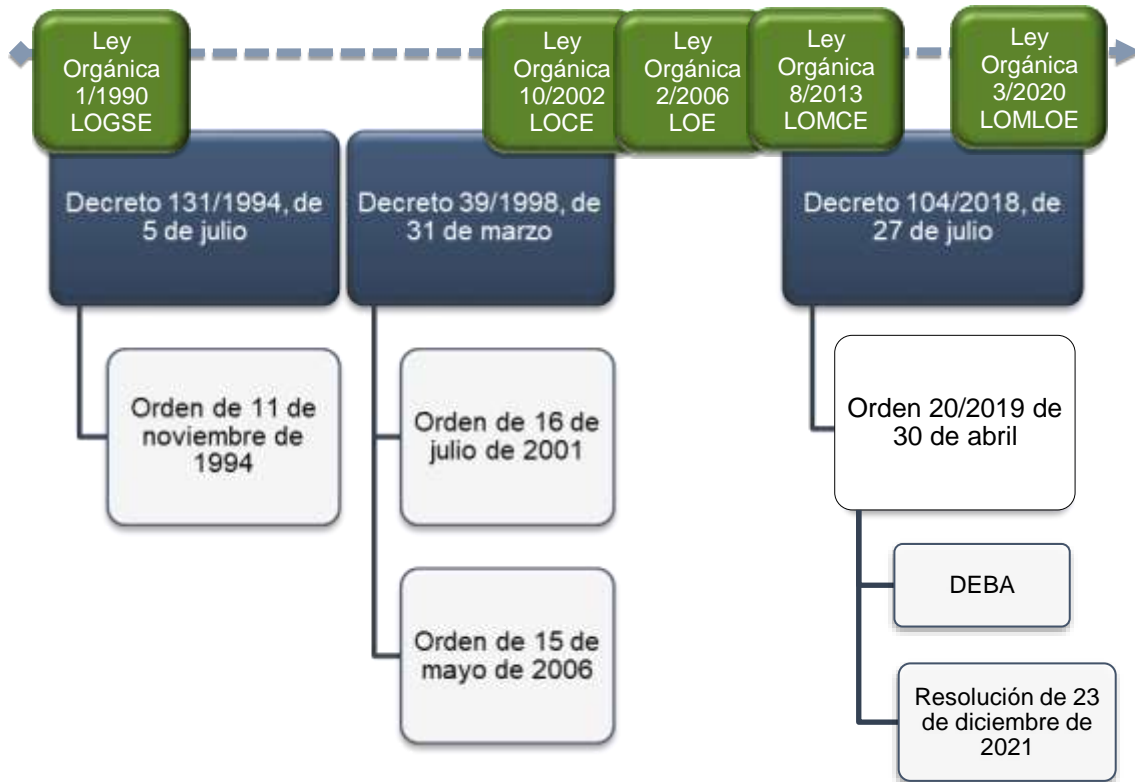 Ley
Orgánica
1/1990
LOGSE
Ley
Orgánica
10/2002
LOCE
Ley
Orgánica
2/2006
LOE
Ley
Orgánica
8/2013
LOMCE
Ley
Orgánica
3/2020
LOMLOE
Decreto 131/1994, de
5 de julio
Decreto 39/1998, de
31 de marzo
Decreto 104/2018, de
27 de julio
Orden de 11 de
noviembre de
1994
Orden de 16 de
julio de 2001
Orden 20/2019 de
30 de abril
Orden de 15 de
mayo de 2006
DEBA
Resolución de 23
de diciembre de
2021